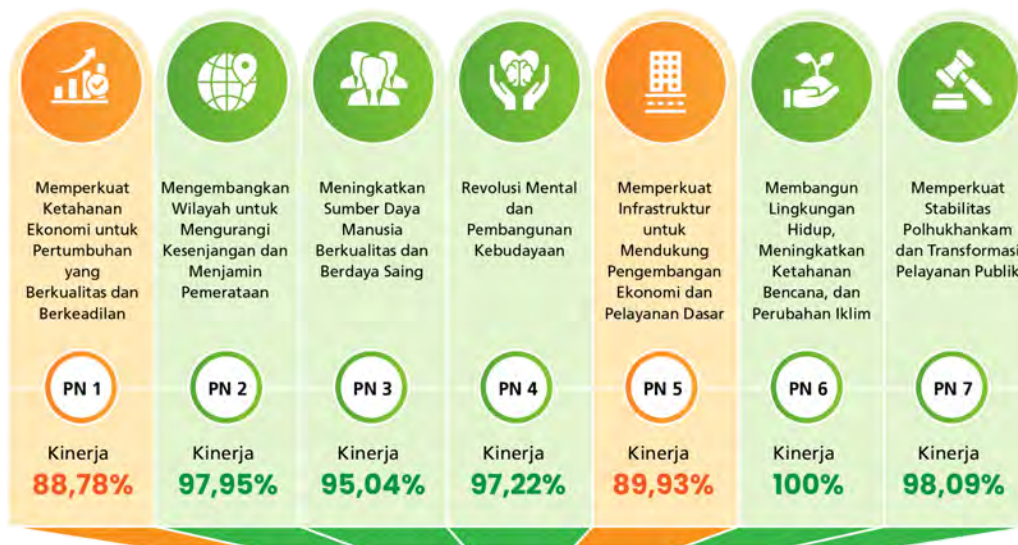 Memperkuat
Ketahanan
Ekonomi untuk
Pertumbuhan
yang
Berkualitas dan
Berkeadilan
PN 1
Kinerja
88,78%
Mengembangkan
Wilayah untuk
Mengurangi
Kesenjangan dan
Menjamin
Pemerataan
PN 2
Kinerja
97,95%
Meningkatkan
Sumber Daya
Manusia
Berkualitas dan
Berdaya Saing
PN 3
Kinerja
95,04%
Revolusi Mental
dan
Pembangunan
Kebudayaan
PN 4
Kinerja
97,22%
Memperkuat
Infrastruktur
untuk
Mendukung
Pengembangan
Ekonomi dan
Pelayanan Dasar
PN 5
Kinerja
89,93%
Membangun
Lingkungan
Hidup,
Meningkatkan
Ketahanan
Bencana, dan
Perubahan Iklim
PN 6
Kinerja
100%
Memperkuat
Stabilitas
Polhukhankam
dan Transformasi
Pelayanan Publik
PN 7
Kinerja
98,09%